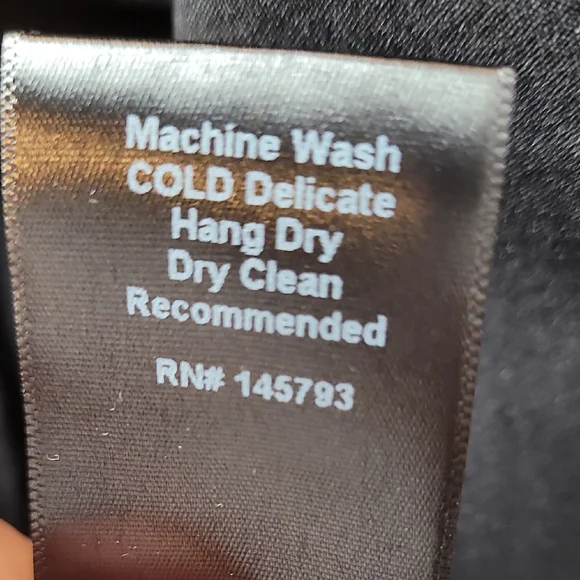 Machine Wash
COLD Delicate
Hang Dry
Dry Clean
Recommended
RN# 145793